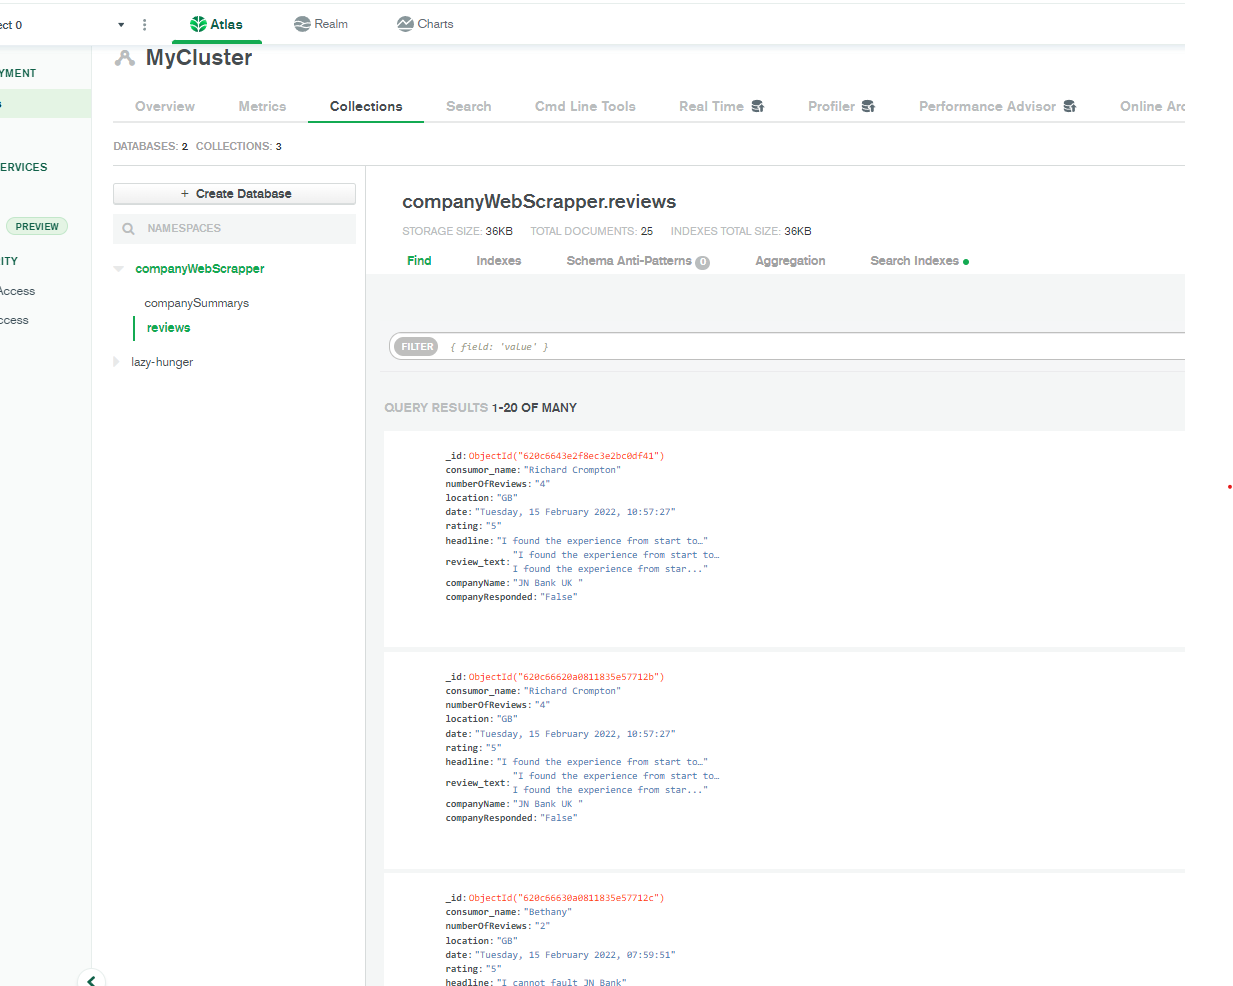 ect 0
Atlas
Realm
Charts
YMENT
s
ERVICES
PREVIEW
ITY
Access
ccess
MyCluster
Overview
Metrics
Collections
Search
Cmd Line Tools
Real Time
Profiler
Performance Advisor
Online Arc
DATABASES: 2 COLLECTIONS: 3
+ Create Database
NAMESPACES
companyWebScrapper
companySummarys
reviews
lazy-hunger
companyWebScrapper.reviews
STORAGE SIZE: 36KB TOTAL DOCUMENTS: 25 INDEXES TOTAL SIZE: 36KB
Find
Indexes
Schema Anti-Patterns 0
Aggregation
Search Indexes
FILTER { field: 'value' }
QUERY RESULTS 1-20 OF MANY
_id: ObjectId("620c6643e2f8ec3e2bc0df41")
consumor_name: "Richard Crompton"
numberOfReviews: "4"
location: "GB"
date: "Tuesday, 15 February 2022, 10:57:27"
rating: "5"
headline: "I found the experience from start to…"
review_text: "I found the experience from start to…
I found the experience from star..."
companyName: "JN Bank UK "
companyResponded: "False"
_id: ObjectId("620c66620a0811835e57712b")
consumor_name: "Richard Crompton"
numberOfReviews: "4"
location: "GB"
date: "Tuesday, 15 February 2022, 10:57:27"
rating: "5"
headline: "I found the experience from start to…"
review_text: "I found the experience from start to…
I found the experience from star..."
companyName: "JN Bank UK "
companyResponded: "False"
_id: ObjectId("620c66630a0811835e57712c")
consumor_name: "Bethany"
numberOfReviews: "2"
location: "GB"
date: "Tuesday, 15 February 2022, 07:59:51"
rating: "5"
headline: "I cannot fault JN Bank"